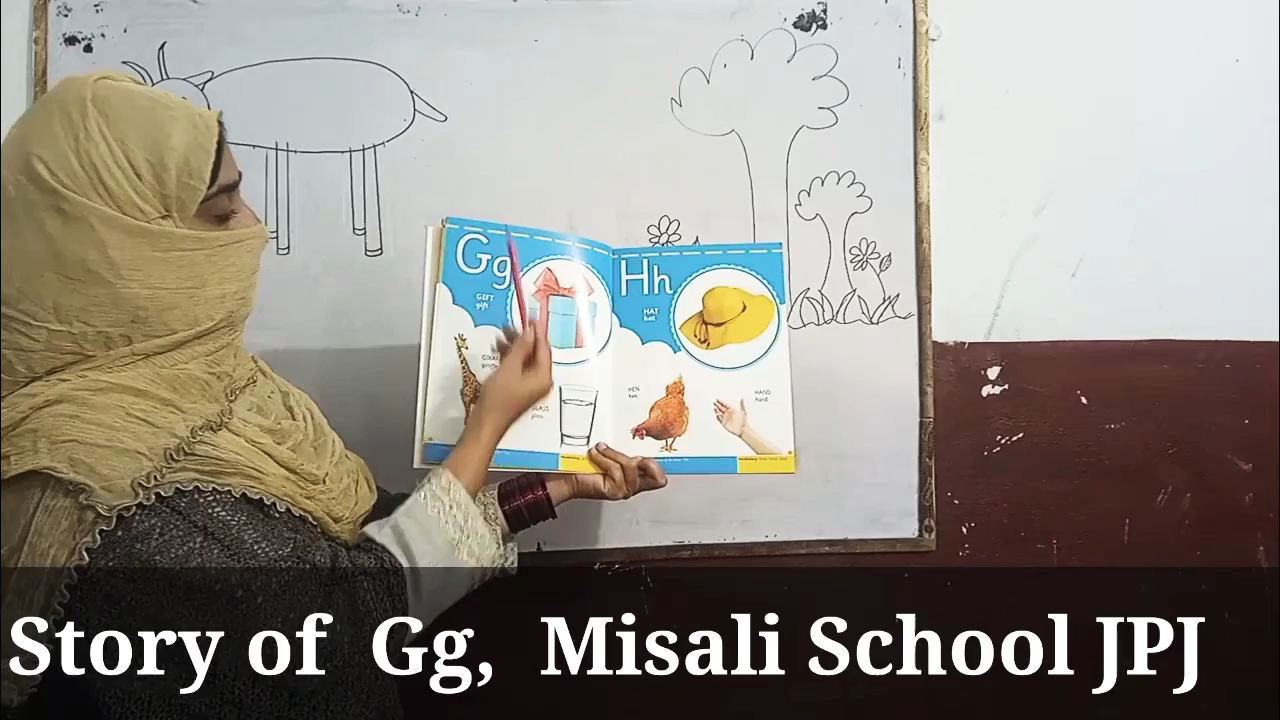 Gg
GIFT
gift
GLASS
glass
Hh
HAT
hat
HEN
hen
HAND
hand
Story of Gg, Misali School JPJ